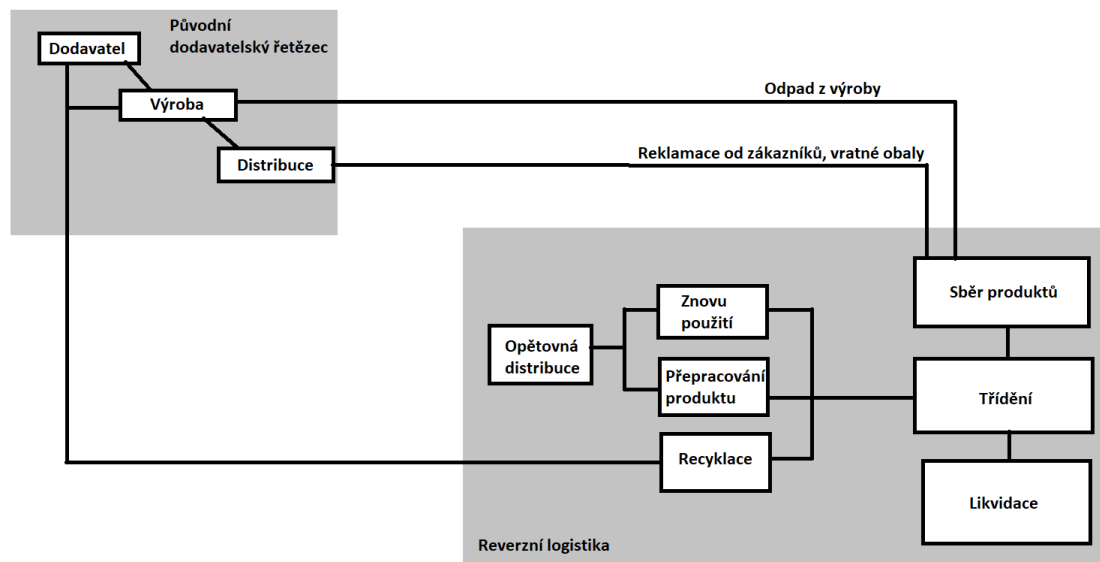 Původní
dodavatelský řetězec
Dodavatel
Výroba
Distribuce
Odpad z výroby
Reklamace od zákazníků, vratné obaly
Sběr produktů
Znovu
použití
Opětovná
distribuce
Přepracování
produktu
Třídění
Recyklace
Likvidace
Reverzní logistika